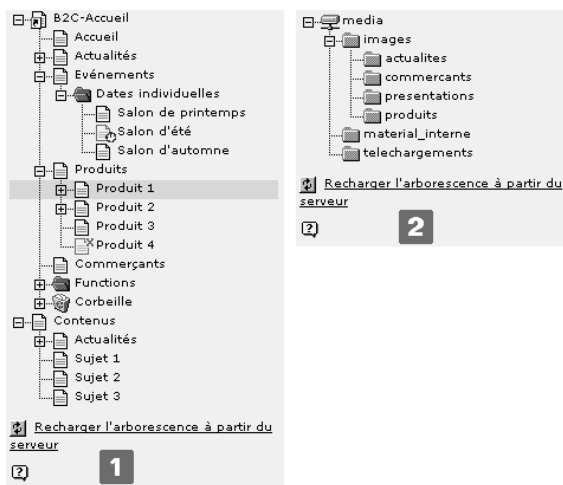 B2C-Accueil
Accueil
Actualités
Evénements
Dates individuelles
Salon de printemps
Salon d'été
Salon d'automne
Produits
Produit 1
Produit 2
Produit 3
Produit 4
Commerçants
Functions
Corbeille
Contenus
Actualités
Sujet 1
Sujet 2
Sujet 3
Recharger l'arborescence à partir du
serveur
1
media
images
actualites
commercants
presentations
produits
material_interne
telechargements
Recharger l'arborescence à partir du
serveur
2